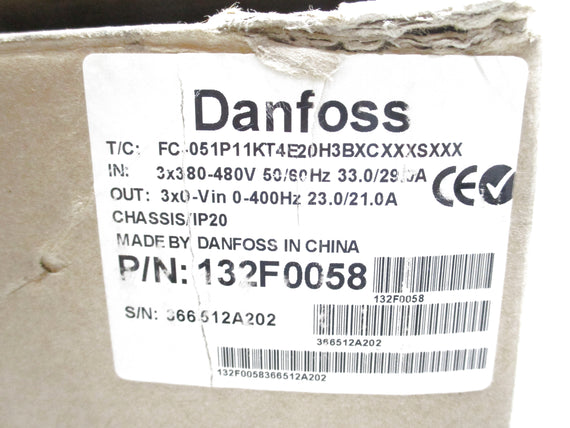 Danfoss
T/C: FC-051P11KT4E20H3BXCXXXSXXX
IN: 3x380-480V 50/60Hz 33.0/29.0A
CE
OUT: 3x0-Vin 0-400Hz 23.0/21.0A
CHASSIS/IP20
MADE BY DANFOSS IN CHINA
P/N: 132F0058
132F0058
S/N: 366512A202
366512A202
132F0058366512A202